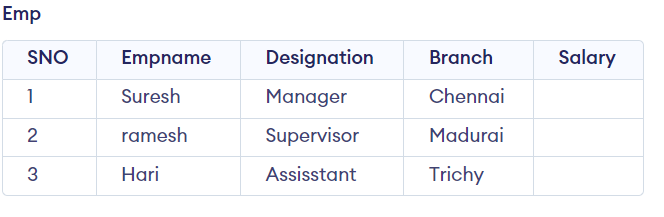 Emp
SNO Empname Designation Branch Salary
1 Suresh Manager Chennai
2 ramesh Supervisor Madurai
3 Hari Assisstant Trichy